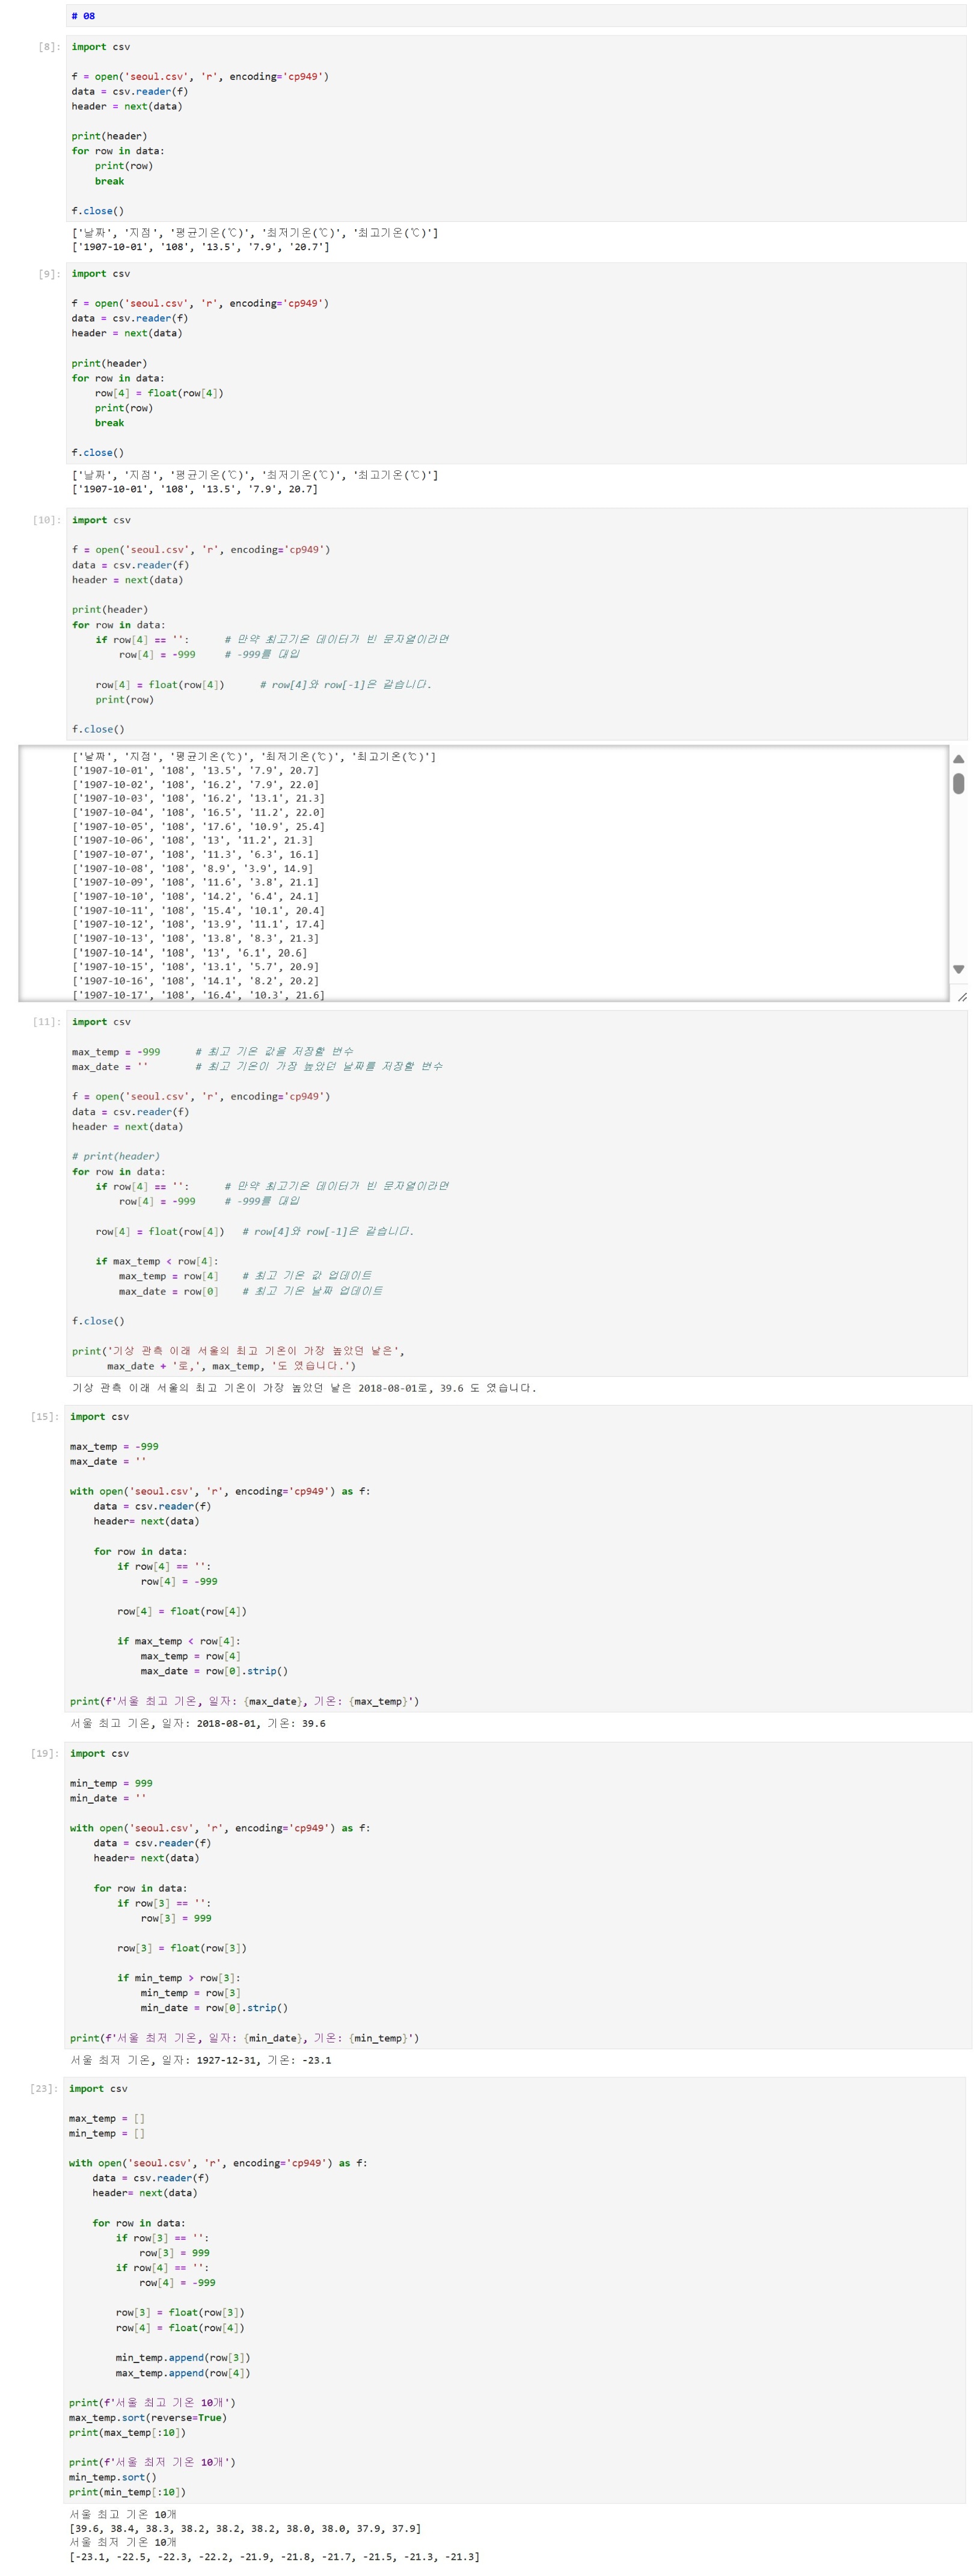 # 08
[8]:
import csv

f = open('seoul.csv', 'r', encoding='cp949')
data = csv.reader(f)
header = next(data)

print(header)
for row in data:
    print(row)
    break

f.close()
['날짜', '지점', '평균기온(℃)', '최저기온(℃)', '최고기온(℃)']
['1907-10-01', '108', '13.5', '7.9', '20.7']
[9]:
import csv

f = open('seoul.csv', 'r', encoding='cp949')
data = csv.reader(f)
header = next(data)

print(header)
for row in data:
    row[4] = float(row[4])
    print(row)
    break

f.close()
['날짜', '지점', '평균기온(℃)', '최저기온(℃)', '최고기온(℃)']
['1907-10-01', '108', '13.5', '7.9', 20.7]
[10]:
import csv

f = open('seoul.csv', 'r', encoding='cp949')
data = csv.reader(f)
header = next(data)

print(header)
for row in data:
    if row[4] == '':      # 만약 최고기온 데이터가 빈 문자열이라면
        row[4] = -999     # -999를 대입

    row[4] = float(row[4])      # row[4]와 row[-1]은 같습니다.
    print(row)

f.close()
['날짜', '지점', '평균기온(℃)', '최저기온(℃)', '최고기온(℃)']
['1907-10-01', '108', '13.5', '7.9', 20.7]
['1907-10-02', '108', '16.2', '7.9', 22.0]
['1907-10-03', '108', '16.2', '13.1', 21.3]
['1907-10-04', '108', '16.5', '11.2', 22.0]
['1907-10-05', '108', '17.6', '10.9', 25.4]
['1907-10-06', '108', '13', '11.2', 21.3]
['1907-10-07', '108', '11.3', '6.3', 16.1]
['1907-10-08', '108', '8.9', '3.9', 14.9]
['1907-10-09', '108', '11.6', '3.8', 21.1]
['1907-10-10', '108', '14.2', '6.4', 24.1]
['1907-10-11', '108', '15.4', '10.1', 20.4]
['1907-10-12', '108', '13.9', '11.1', 17.4]
['1907-10-13', '108', '13.8', '8.3', 21.3]
['1907-10-14', '108', '13', '6.1', 20.6]
['1907-10-15', '108', '13.1', '5.7', 20.9]
['1907-10-16', '108', '14.1', '8.2', 20.2]
['1907-10-17', '108', '16.4', '10.3', 21.6]
[11]:
import csv

max_temp = -999      # 최고 기온 값을 저장할 변수
max_date = ''        # 최고 기온이 가장 높았던 날짜를 저장할 변수

f = open('seoul.csv', 'r', encoding='cp949')
data = csv.reader(f)
header = next(data)

# print(header)
for row in data:
    if row[4] == '':      # 만약 최고기온 데이터가 빈 문자열이라면
        row[4] = -999     # -999를 대입

    row[4] = float(row[4])   # row[4]와 row[-1]은 같습니다.

    if max_temp < row[4]:
        max_temp = row[4]    # 최고 기온 값 업데이트
        max_date = row[0]    # 최고 기온 날짜 업데이트

f.close()

print('기상 관측 이래 서울의 최고 기온이 가장 높았던 날은',
      max_date + '로,', max_temp, '도 였습니다.')
기상 관측 이래 서울의 최고 기온이 가장 높았던 날은 2018-08-01로, 39.6 도 였습니다.
[15]:
import csv

max_temp = -999
max_date = ''

with open('seoul.csv', 'r', encoding='cp949') as f:
    data = csv.reader(f)
    header= next(data)

    for row in data:
        if row[4] == '':
            row[4] = -999

        row[4] = float(row[4])

        if max_temp < row[4]:
            max_temp = row[4]
            max_date = row[0].strip()

print(f'서울 최고 기온, 일자: {max_date}, 기온: {max_temp}')
서울 최고 기온, 일자: 2018-08-01, 기온: 39.6
[19]:
import csv

min_temp = 999
min_date = ''

with open('seoul.csv', 'r', encoding='cp949') as f:
    data = csv.reader(f)
    header= next(data)

    for row in data:
        if row[3] == '':
            row[3] = 999

        row[3] = float(row[3])

        if min_temp > row[3]:
            min_temp = row[3]
            min_date = row[0].strip()

print(f'서울 최저 기온, 일자: {min_date}, 기온: {min_temp}')
서울 최저 기온, 일자: 1927-12-31, 기온: -23.1
[23]:
import csv

max_temp = []
min_temp = []

with open('seoul.csv', 'r', encoding='cp949') as f:
    data = csv.reader(f)
    header= next(data)

    for row in data:
        if row[3] == '':
            row[3] = 999
        if row[4] == '':
            row[4] = -999

        row[3] = float(row[3])
        row[4] = float(row[4])

        min_temp.append(row[3])
        max_temp.append(row[4])

print(f'서울 최고 기온 10개')
max_temp.sort(reverse=True)
print(max_temp[:10])

print(f'서울 최저 기온 10개')
min_temp.sort()
print(min_temp[:10])
서울 최고 기온 10개
[39.6, 38.4, 38.3, 38.2, 38.2, 38.2, 38.0, 38.0, 37.9, 37.9]
서울 최저 기온 10개
[-23.1, -22.5, -22.3, -22.2, -21.9, -21.8, -21.7, -21.5, -21.3, -21.3]